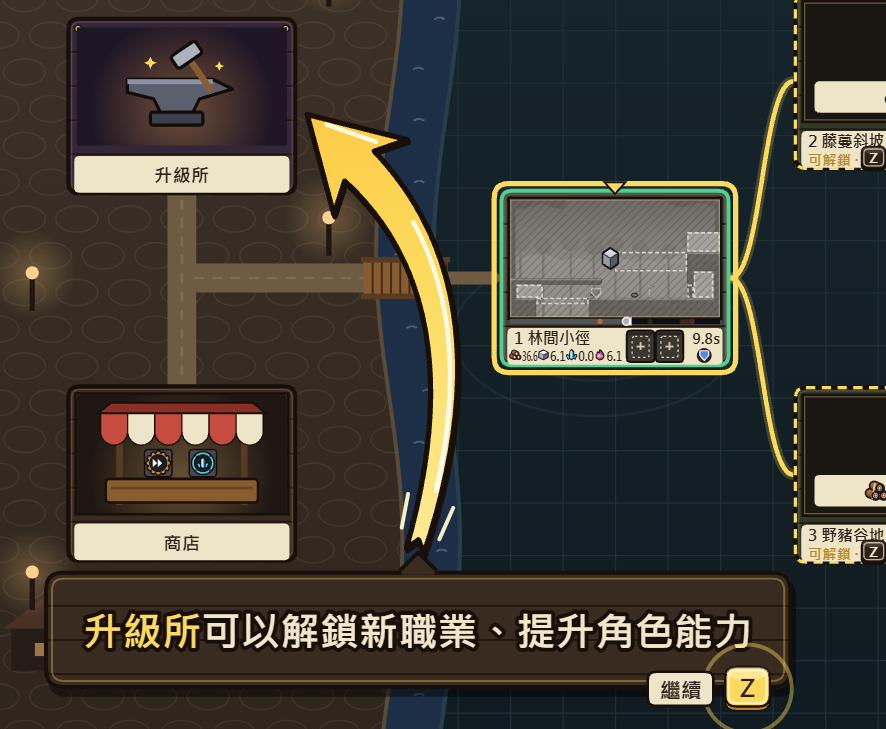 升級所
2 藤蔓斜坡
可解鎖· Z
1 林間小徑
36.6 6.1 0.0 6.1
9.8s
商店
3 野豬谷地
可解鎖· Z
升級所可以解鎖新職業、提升角色能力
繼續 Z